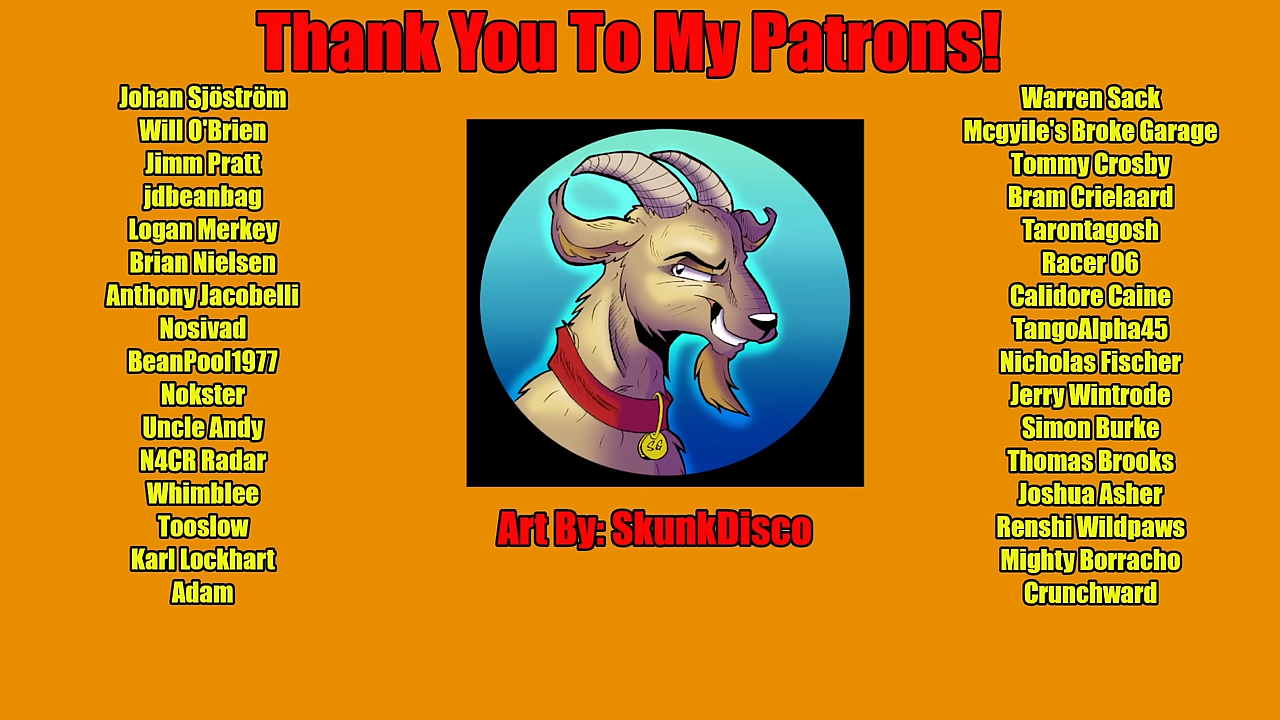 Thank You To My Patrons!
Johan Sjöström
Will O'Brien
Jimm Pratt
jdbeanbag
Logan Merkey
Brian Nielsen
Anthony Jacobelli
Nosivad
BeanPool1977
Nokster
Uncle Andy
N4CR Radar
Whimblee
Tooslow
Karl Lockhart
Adam
SG
Art By: SkunkDisco
Warren Sack
Mcgyile's Broke Garage
Tommy Crosby
Bram Crielaard
Tarontagosh
Racer 06
Calidore Caine
TangoAlpha45
Nicholas Fischer
Jerry Wintrode
Simon Burke
Thomas Brooks
Joshua Asher
Renshi Wildpaws
Mighty Borracho
Crunchward